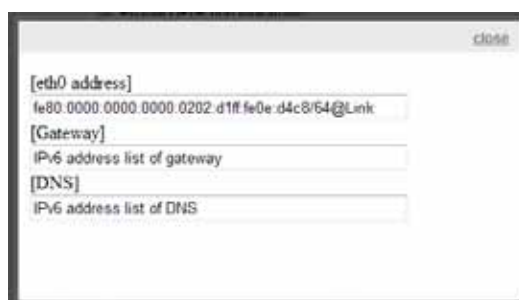 close
[eth0 address]
fe80:0000:0000:0000:0202:d1ff:fe0e:d4c8/64@Link
[Gateway]
IPv6 address list of gateway
[DNS]
IPv6 address list of DNS